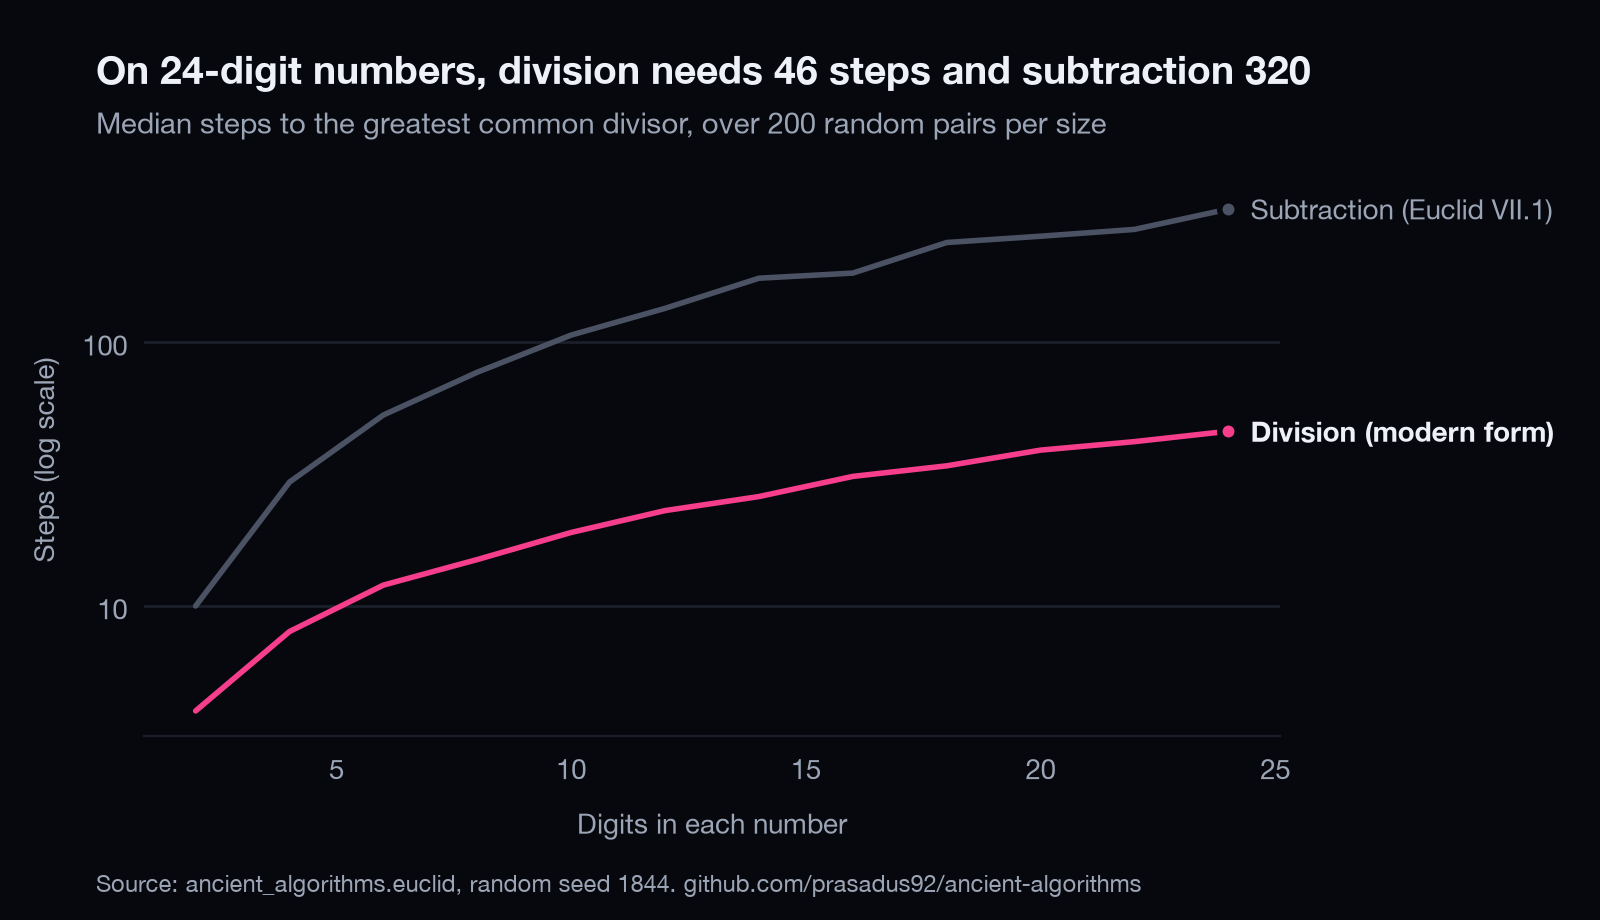 On 24-digit numbers, division needs 46 steps and subtraction 320
Median steps to the greatest common divisor, over 200 random pairs per size
Subtraction (Euclid VII.1)
100
Steps (log scale)
Division (modern form)
10
5 10 15 20 25
Digits in each number
Source: ancient_algorithms.euclid, random seed 1844. github.com/prasadus92/ancient-algorithms